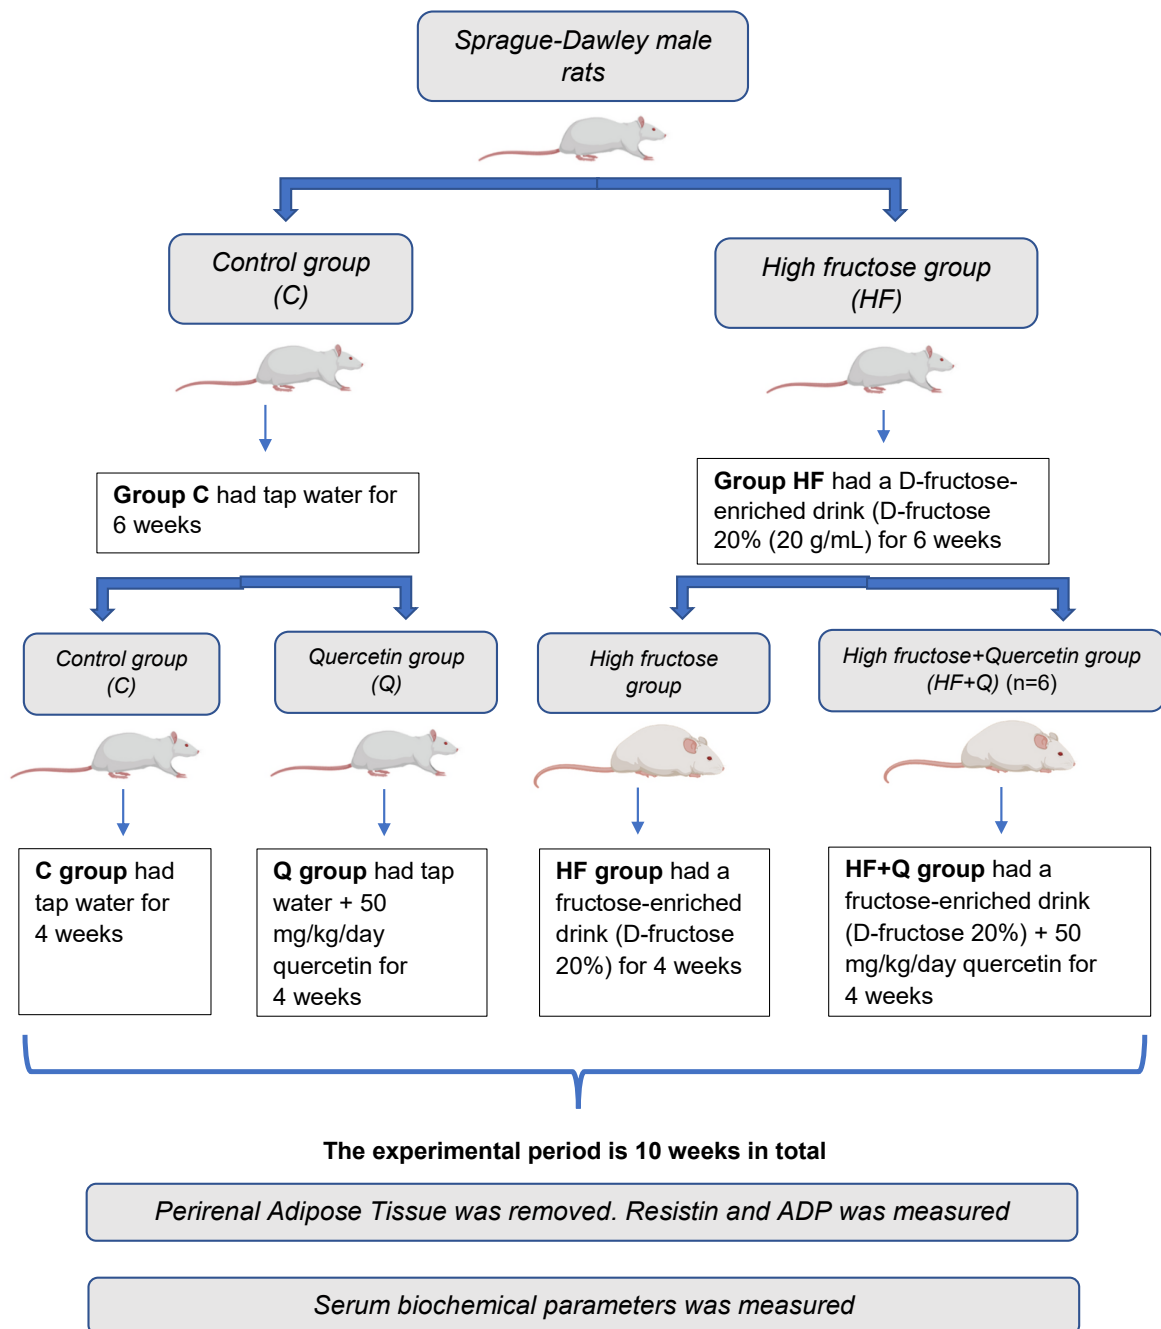 Sprague-Dawley male
rats
Control group
(C)
High fructose group
(HF)
Group C had tap water for
6 weeks
Group HF had a D-fructose-
enriched drink (D-fructose
20% (20 g/mL) for 6 weeks
Control group
(C)
Quercetin group
(Q)
High fructose
group
High fructose+Quercetin group
(HF+Q) (n=6)
C group had
tap water for
4 weeks
Q group had tap
water + 50
mg/kg/day
quercetin for
4 weeks
HF group had a
fructose-enriched
drink (D-fructose
20%) for 4 weeks
HF+Q group had a
fructose-enriched drink
(D-fructose 20%) + 50
mg/kg/day quercetin for
4 weeks
The experimental period is 10 weeks in total
Perirenal Adipose Tissue was removed. Resistin and ADP was measured
Serum biochemical parameters was measured